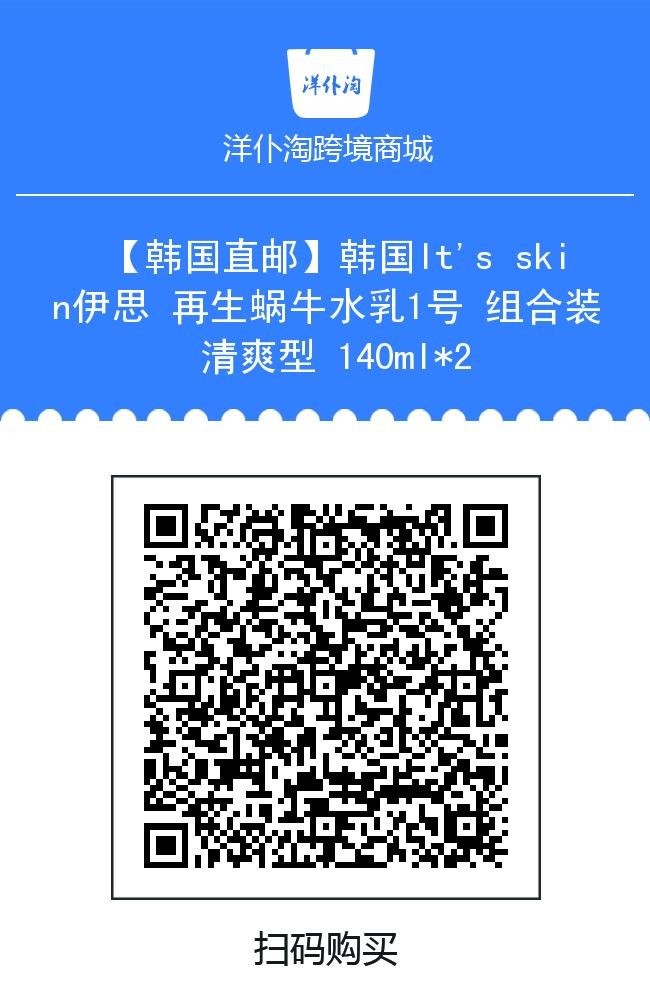 洋仆淘
洋仆淘跨境商城
【韩国直邮】韩国It's ski
n伊思 再生蜗牛水乳1号 组合装
清爽型 140ml*2
扫码购买